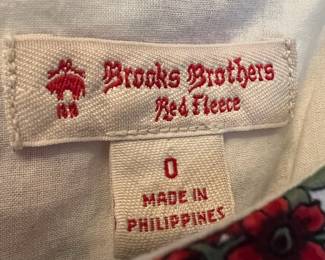 Brooks Brothers
Red Fleece
0
MADE IN
PHILIPPINES